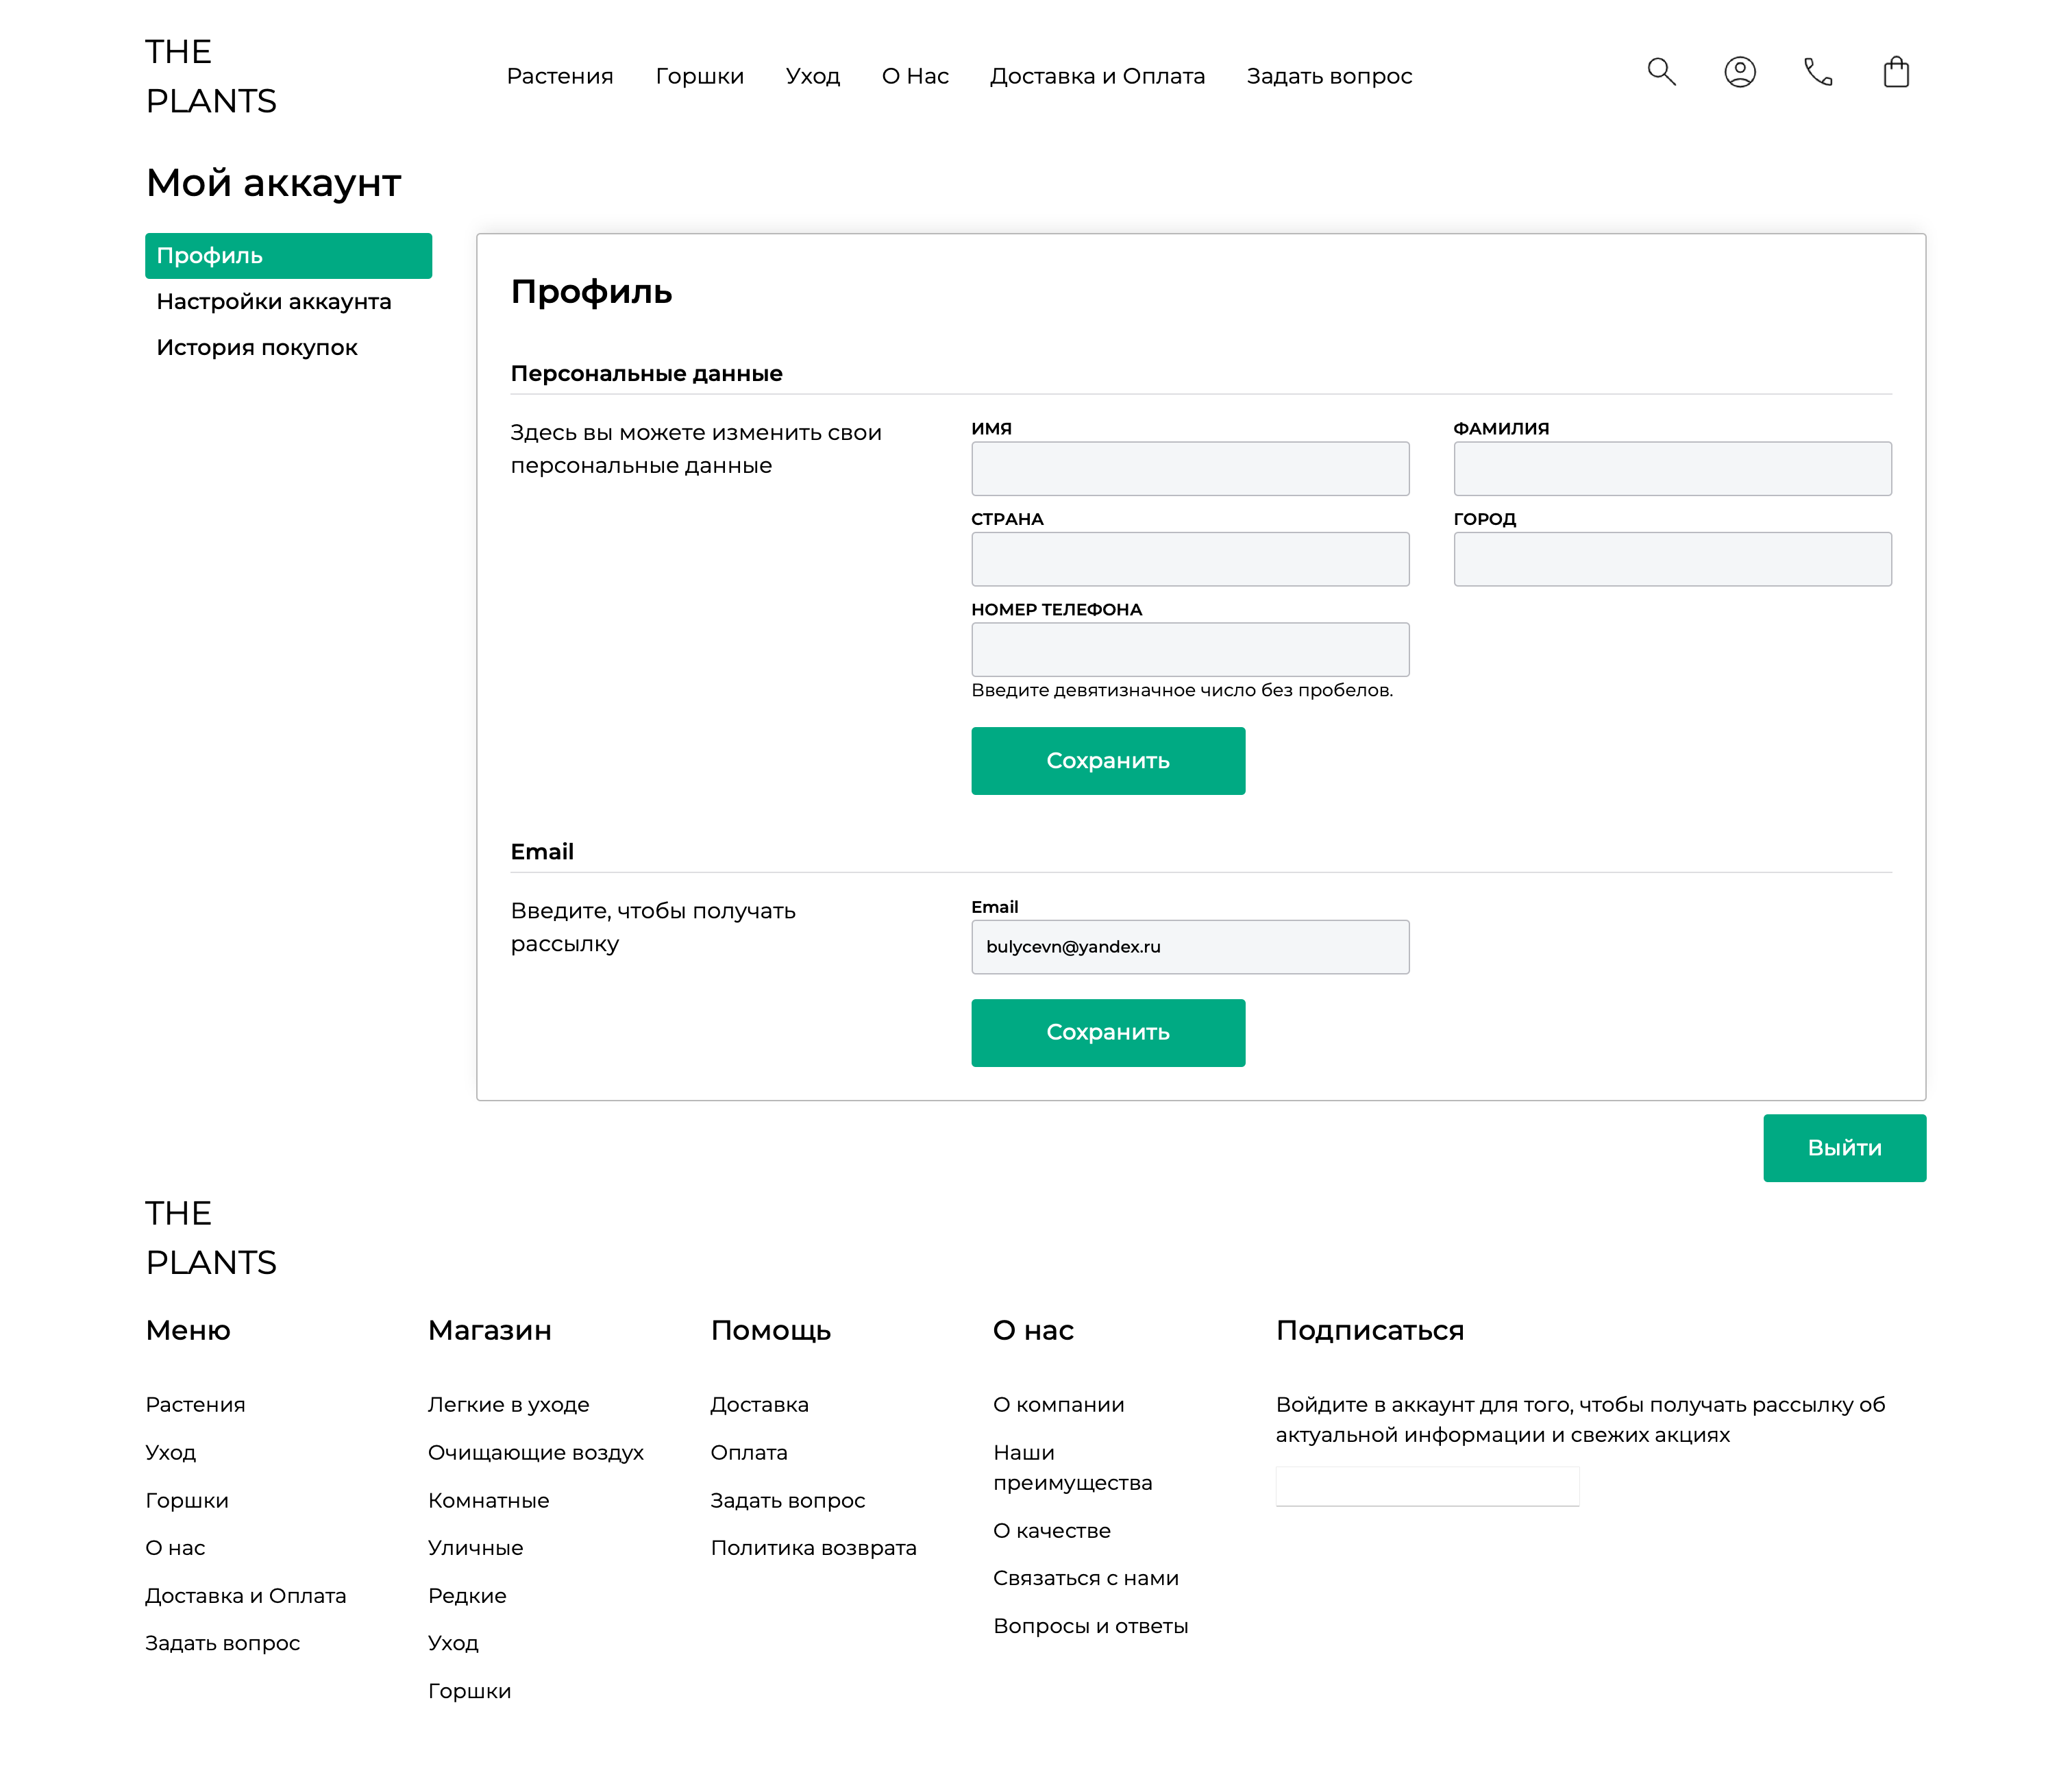 THE
PLANTS
Растения
Горшки
Уход
О Нас
Доставка и Оплата
Задать вопрос
Мой аккаунт
Профиль
Настройки аккаунта
История покупок
Профиль
Персональные данные
Здесь вы можете изменить свои
персональные данные
ИМЯ
ФАМИЛИЯ
СТРАНА
ГОРОД
НОМЕР ТЕЛЕФОНА
Введите девятизначное число без пробелов.
Сохранить
Email
Введите, чтобы получать
рассылку
Email
bulycevn@yandex.ru
Сохранить
Выйти
THE
PLANTS
Меню
Растения
Уход
Горшки
О нас
Доставка и Оплата
Задать вопрос
Магазин
Легкие в уходе
Очищающие воздух
Комнатные
Уличные
Редкие
Уход
Горшки
Помощь
Доставка
Оплата
Задать вопрос
Политика возврата
О нас
О компании
Наши
преимущества
О качестве
Связаться с нами
Вопросы и ответы
Подписаться
Войдите в аккаунт для того, чтобы получать рассылку об
актуальной информации и свежих акциях